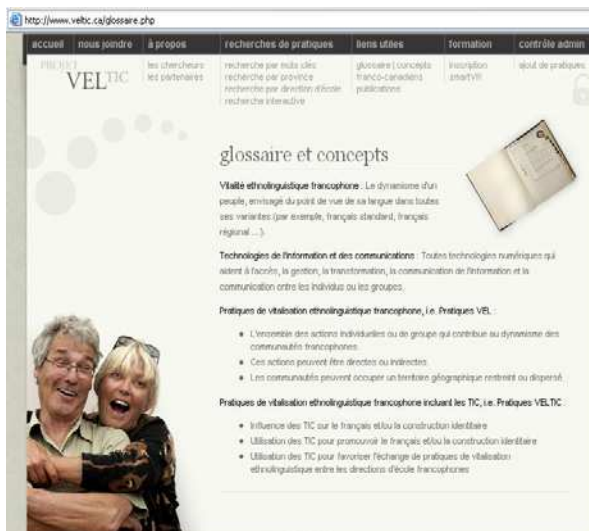 http://www.veltic.ca/glossaire.php
accueil nous joindre à propos recherches de pratiques liens utiles formation contrôle admin
PROJET
VELTIC
les chercheurs
les partenaires
recherche par mots clés
recherche par province
recherche par direction d'école
recherche interactive
glossaire | concepts
franco-canadiens
publications
inscription
smartVR
ajout de pratiques
glossaire et concepts
Vitalité ethnolinguistique francophone : Le dynamisme d'un
peuple, envisagé du point de vue de sa langue dans toutes
ses variantes (par exemple, français standard, français
régional ...).
Technologies de l'information et des communications : Toutes technologies numériques qui
aident à l'accès, la gestion, la transformation, la communication de l'information et la
communication entre les individus ou les groupes.
Pratiques de vitalisation ethnolinguistique francophone, i.e. Pratiques VEL :
• L'ensemble des actions individuelles ou de groupe qui contribue au dynamisme des
communautés francophones.
• Ces actions peuvent être directes ou indirectes.
• Les communautés peuvent occuper un territoire géographique restreint ou dispersé
Pratiques de vitalisation ethnolinguistique francophone incluant les TIC, i.e. Pratiques VELTIC :
• Influence des TIC sur le français et/ou la construction identitaire
• Utilisation des TIC pour promouvoir le français et/ou la construction identitaire
• Utilisation des TIC pour favoriser l'échange de pratiques de vitalisation
ethnolinguistique entre les directions d'école francophones